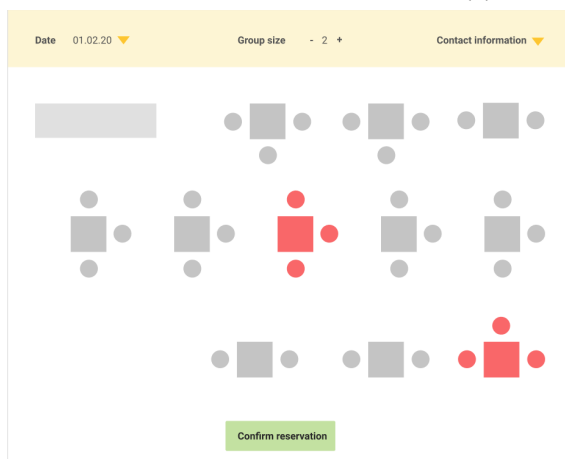 Date 01.02.20 Group size - 2 + Contact information
Confirm reservation